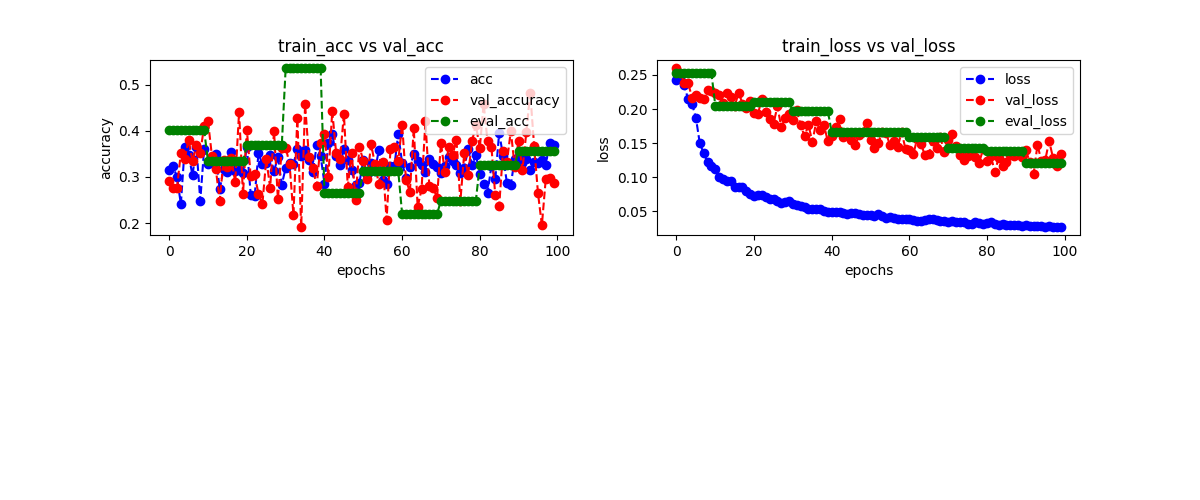 train_acc vs val_acc
accuracy
0.5
0.4
0.3
0.2
acc
val_accuracy
eval_acc
0 20 40 60 80 100
epochs
train_loss vs val_loss
loss
0.25
0.20
0.15
0.10
0.05
loss
val_loss
eval_loss
0 20 40 60 80 100
epochs